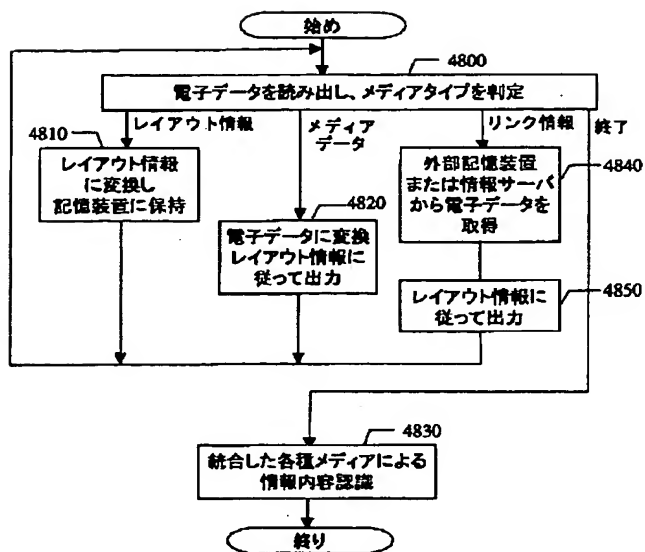 始め
4800
電子データを読み出し、メディアタイプを判定
レイアウト情報
メディア
データ
リンク情報
終了
4810
レイアウト情報
に変換し
記憶装置に保持
4820
電子データに変換
レイアウト情報に
従って出力
4840
外部記憶装置
または情報サーバ
から電子データを
取得
4850
レイアウト情報に
従って出力
4830
統合した各種メディアによる
情報内容認識
終り